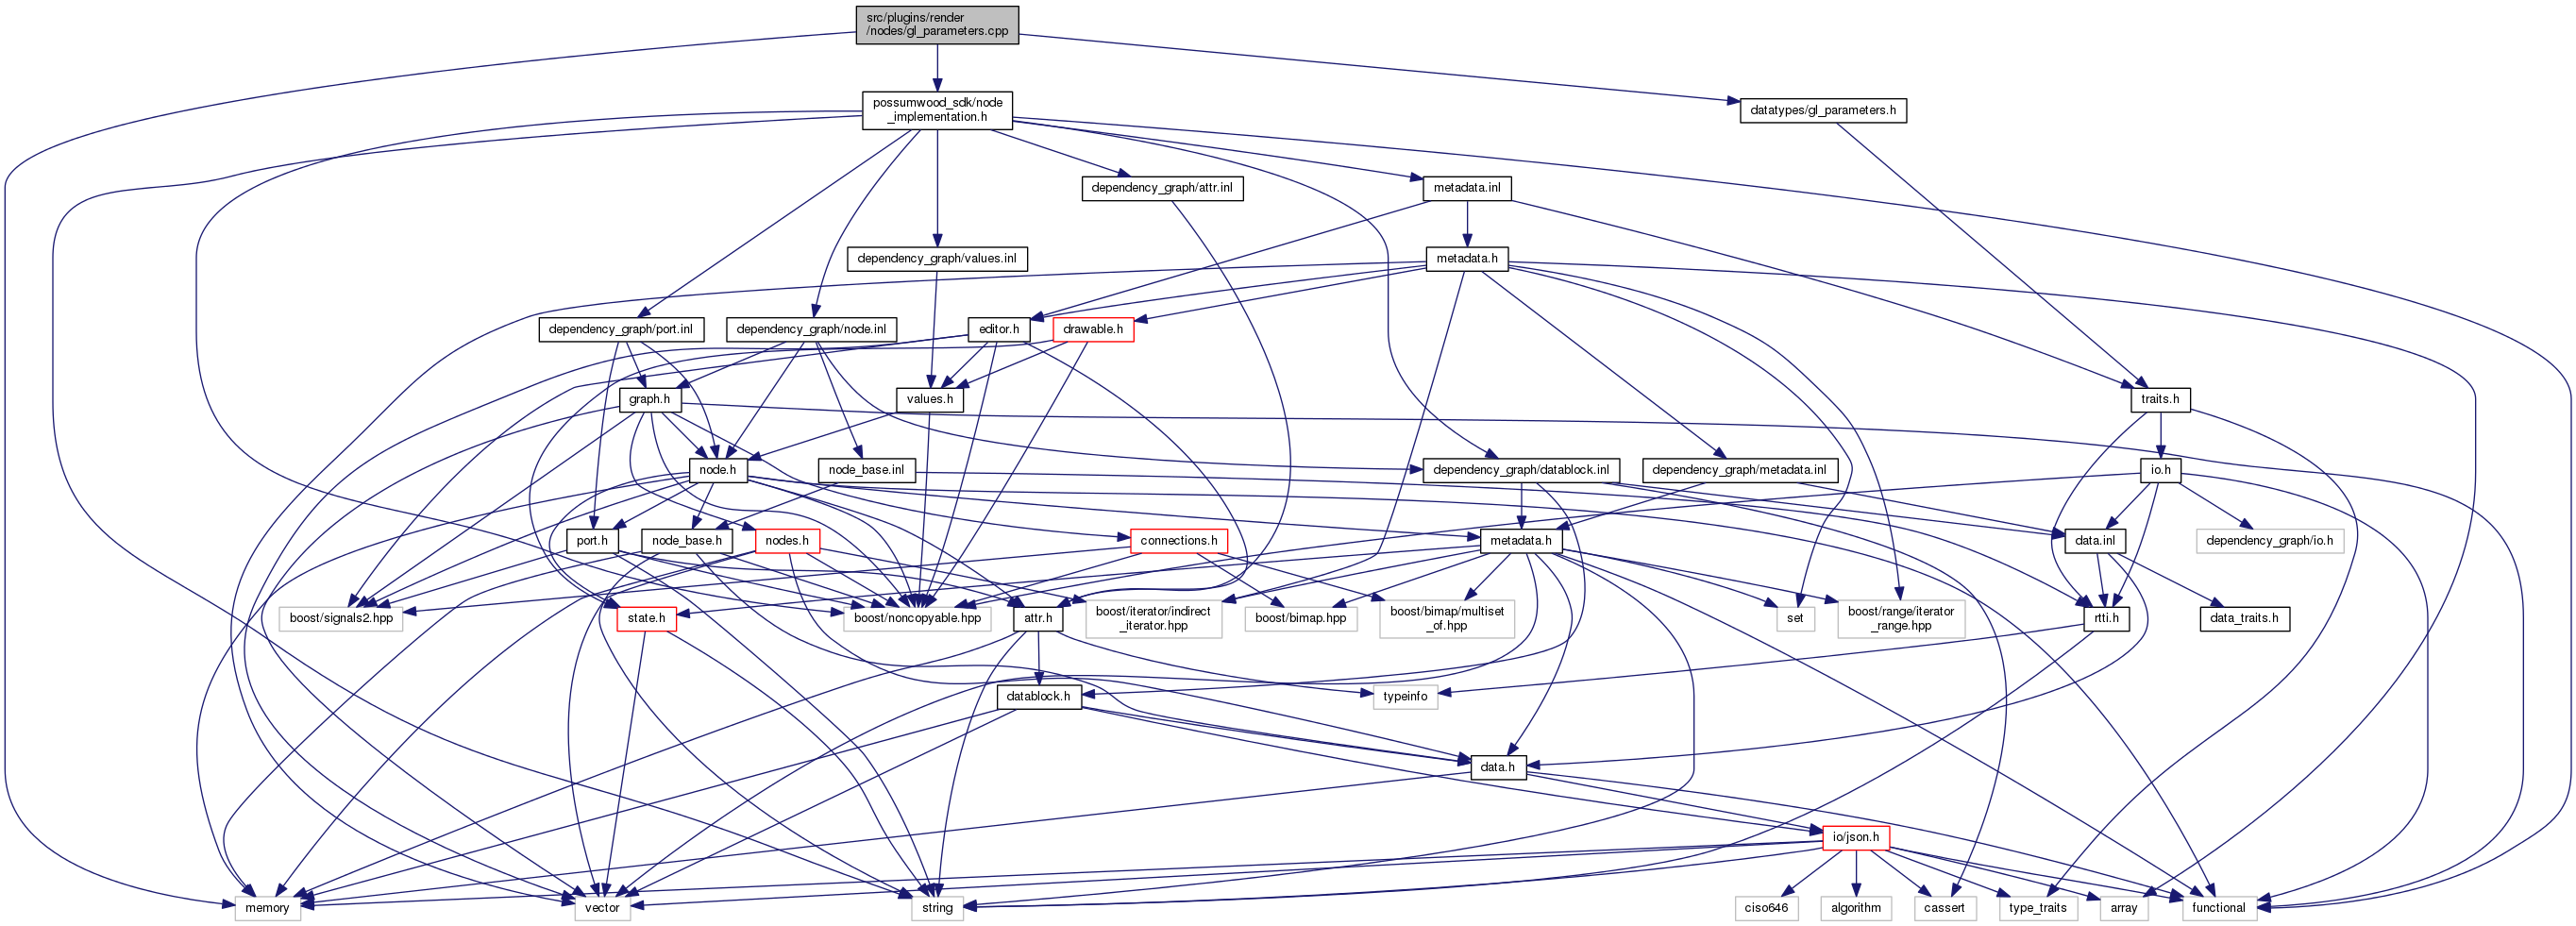 src/plugins/render
/nodes/gl_parameters.cpp
possumwood_sdk/node
_implementation.h
datatypes/gl_parameters.h
dependency_graph/attr.inl
metadata.inl
dependency_graph/values.inl
metadata.h
dependency_graph/port.inl
dependency_graph/node.inl
editor.h
drawable.h
graph.h
values.h
traits.h
node.h
node_base.inl
dependency_graph/datablock.inl
dependency_graph/metadata.inl
io.h
port.h
node_base.h
nodes.h
connections.h
metadata.h
data.inl
dependency_graph/io.h
boost/signals2.hpp
state.h
boost/noncopyable.hpp
attr.h
boost/iterator/indirect
_iterator.hpp
boost/bimap.hpp
boost/bimap/multiset
_of.hpp
set
boost/range/iterator
_range.hpp
rtti.h
data_traits.h
datablock.h
typeinfo
data.h
io/json.h
memory
vector
string
ciso646
algorithm
cassert
type_traits
array
functional